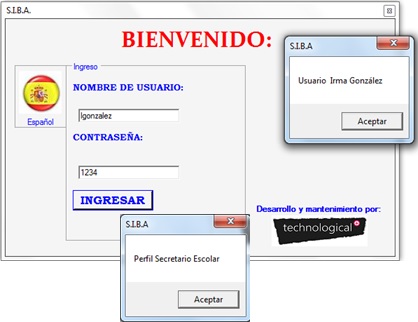 S.I.B.A.
BIENVENIDO:
Ingreso
Español
NOMBRE DE USUARIO:
Igonzalez
CONTRASEÑA:
1234
INGRESAR
Desarrollo y mantenimiento por:
technological
S.I.B.A
Usuario Irma González
Aceptar
S.I.B.A
Perfil Secretario Escolar
Aceptar